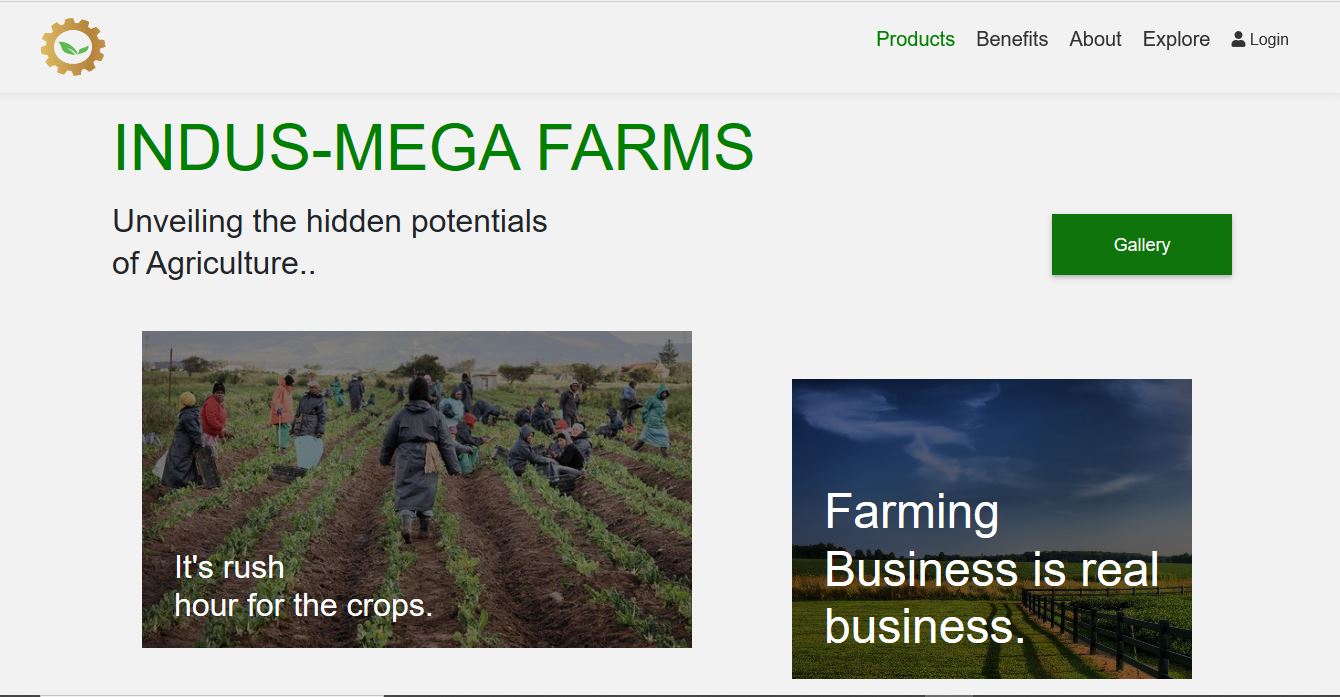 Products Benefits About Explore Login
INDUS-MEGA FARMS
Unveiling the hidden potentials
of Agriculture..
Gallery
It's rush
hour for the crops.
Farming
Business is real
business.